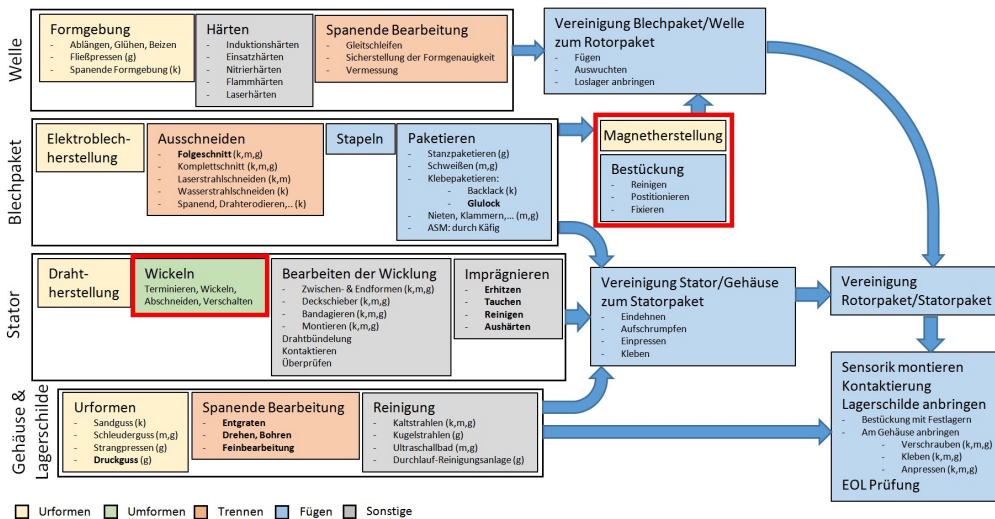 Welle
Formgebung
- Ablängen, Glühen, Beizen
- Fließpressen (g)
- Spanende Formgebung (k)
Härten
- Induktionshärten
- Einsatzhärten
- Nitrierhärten
- Flammhärten
- Laserhärten
Spanende Bearbeitung
- Gleitschleifen
- Sicherstellung der Formgenauigkeit
- Vermessung
Vereinigung Blechpaket/Welle
zum Rotorpaket
- Fügen
- Auswuchten
- Loslager anbringen
Blechpaket
Elektroblech-
herstellung
Ausschneiden
- Folgeschnitt (k,m,g)
- Komplettschnitt (k,m,g)
- Laserstrahlschneiden (k,m)
- Wasserstrahlschneiden (k)
- Spanend, Drahterodieren,.. (k)
Stapeln
Paketieren
- Stanzpaketieren (g)
- Schweißen (m,g)
- Klebepaketieren:
- Backlack (k)
- Glulock
- Nieten, Klammern,... (m,g)
- ASM: durch Käfig
Magnetherstellung
Bestückung
- Reinigen
- Postitionieren
- Fixieren
Stator
Draht-
herstellung
Wickeln
Terminieren, Wickeln,
Abschneiden, Verschalten
Bearbeiten der Wicklung
- Zwischen- & Endformen (k,m,g)
- Deckschieber (k,m,g)
- Bandagieren (k,m,g)
- Montieren (k,m,g)
Drahtbündelung
Kontaktieren
Überprüfen
Imprägnieren
- Erhitzen
- Tauchen
- Reinigen
- Aushärten
Vereinigung Stator/Gehäuse
zum Statorpaket
- Eindehnen
- Aufschrumpfen
- Einpressen
- Kleben
Vereinigung
Rotorpaket/Statorpaket
Gehäuse &
Lagerschilde
Urformen
- Sandguss (k)
- Schleuderguss (m,g)
- Strangpressen (g)
- Druckguss (g)
Spanende Bearbeitung
- Entgraten
- Drehen, Bohren
- Feinbearbeitung
Reinigung
- Kaltstrahlen (k,m,g)
- Kugelstrahlen (g)
- Ultraschallbad (m,g)
- Durchlauf-Reinigungsanlage (g)
Sensorik montieren
Kontaktierung
Lagerschilde anbringen
- Bestückung mit Festlagern
- Am Gehäuse anbringen
- Verschrauben (k,m,g)
- Kleben (k,m,g)
- Anpressen (k,m,g)
EOL Prüfung
Urformen
Umformen
Trennen
Fügen
Sonstige